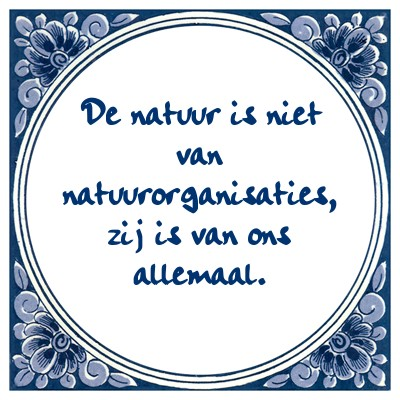 De natuur is niet
van
natuurorganisaties,
zij is van ons
allemaal.